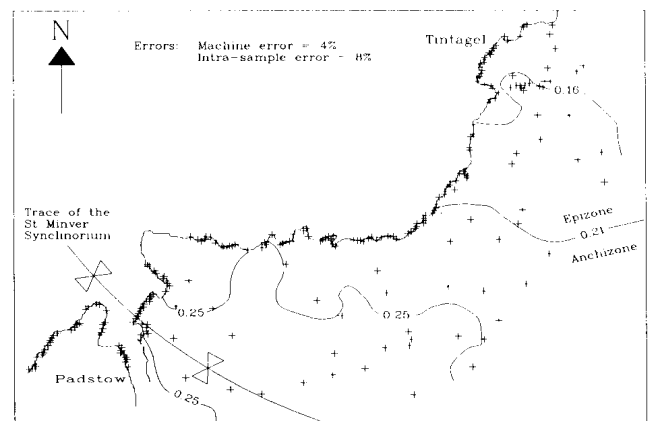 N
Errors: Machine error = 4%
Intra-sample error - 8%
Tintagel
0.16
Trace of the
St Minver
Synclinorium
Epizone
0.21
Anchizone
0.25
0.25
Padstow
0.25